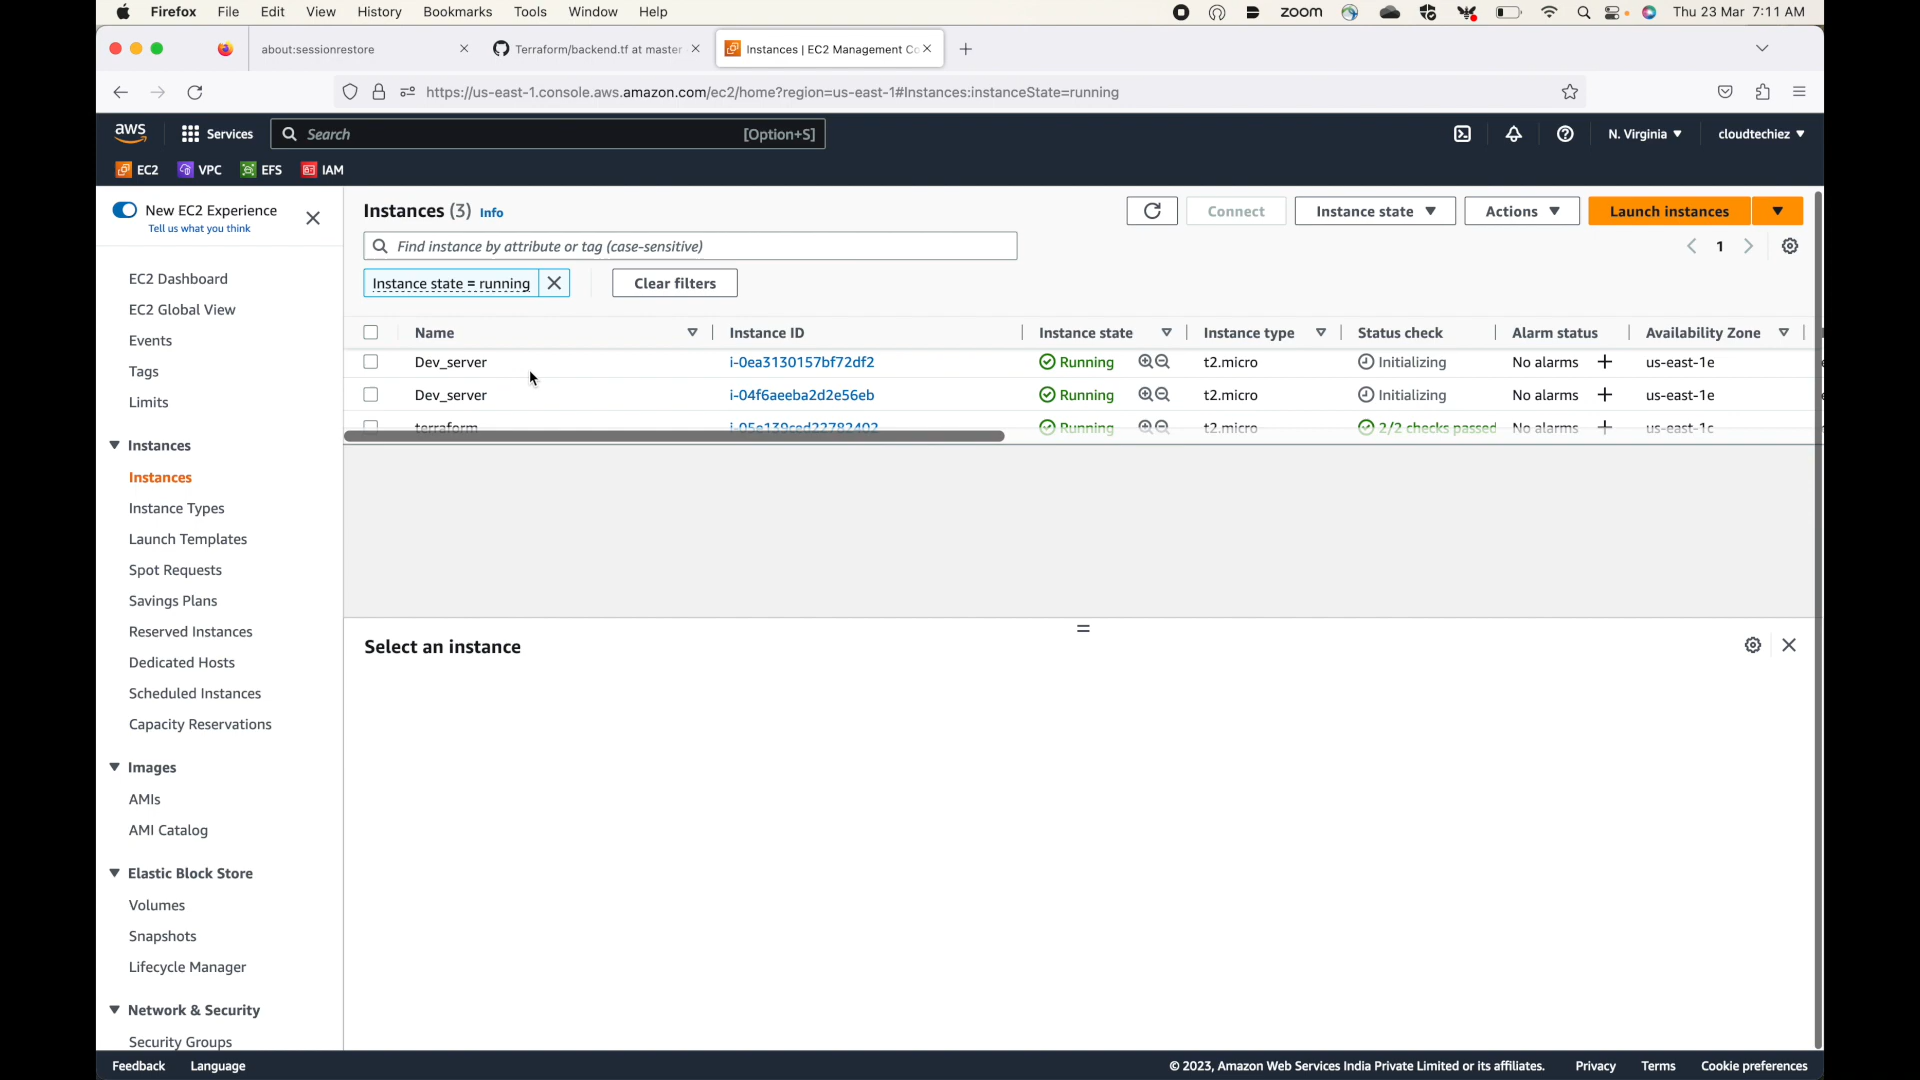 Firefox File Edit View History Bookmarks Tools Window Help zoom Thu 23 Mar 7:11 AM
about:sessionrestore Terraform/backend.tf at master Instances | EC2 Management Co
https://us-east-1.console.aws.amazon.com/ec2/home?region=us-east-1#Instances:instanceState=running
aws Services Search [Option+S] N. Virginia cloudtechiez
EC2 VPC EFS IAM
New EC2 Experience
Tell us what you think
EC2 Dashboard
EC2 Global View
Events
Tags
Limits
Instances
Instances
Instance Types
Launch Templates
Spot Requests
Savings Plans
Reserved Instances
Dedicated Hosts
Scheduled Instances
Capacity Reservations
Images
AMIs
AMI Catalog
Elastic Block Store
Volumes
Snapshots
Lifecycle Manager
Network & Security
Security Groups
Instances (3) Info Connect Instance state Actions Launch instances
Find instance by attribute or tag (case-sensitive) 1
Instance state = running Clear filters
Name Instance ID Instance state Instance type Status check Alarm status Availability Zone
Dev_server i-0ea3130157bf72df2 Running t2.micro Initializing No alarms us-east-1e
Dev_server i-04f6aeeba2d2e56eb Running t2.micro Initializing No alarms us-east-1e
terraform i-05e139ced22782402 Running t2.micro 2/2 checks passed No alarms us-east-1c
Select an instance
Feedback Language © 2023, Amazon Web Services India Private Limited or its affiliates. Privacy Terms Cookie preferences